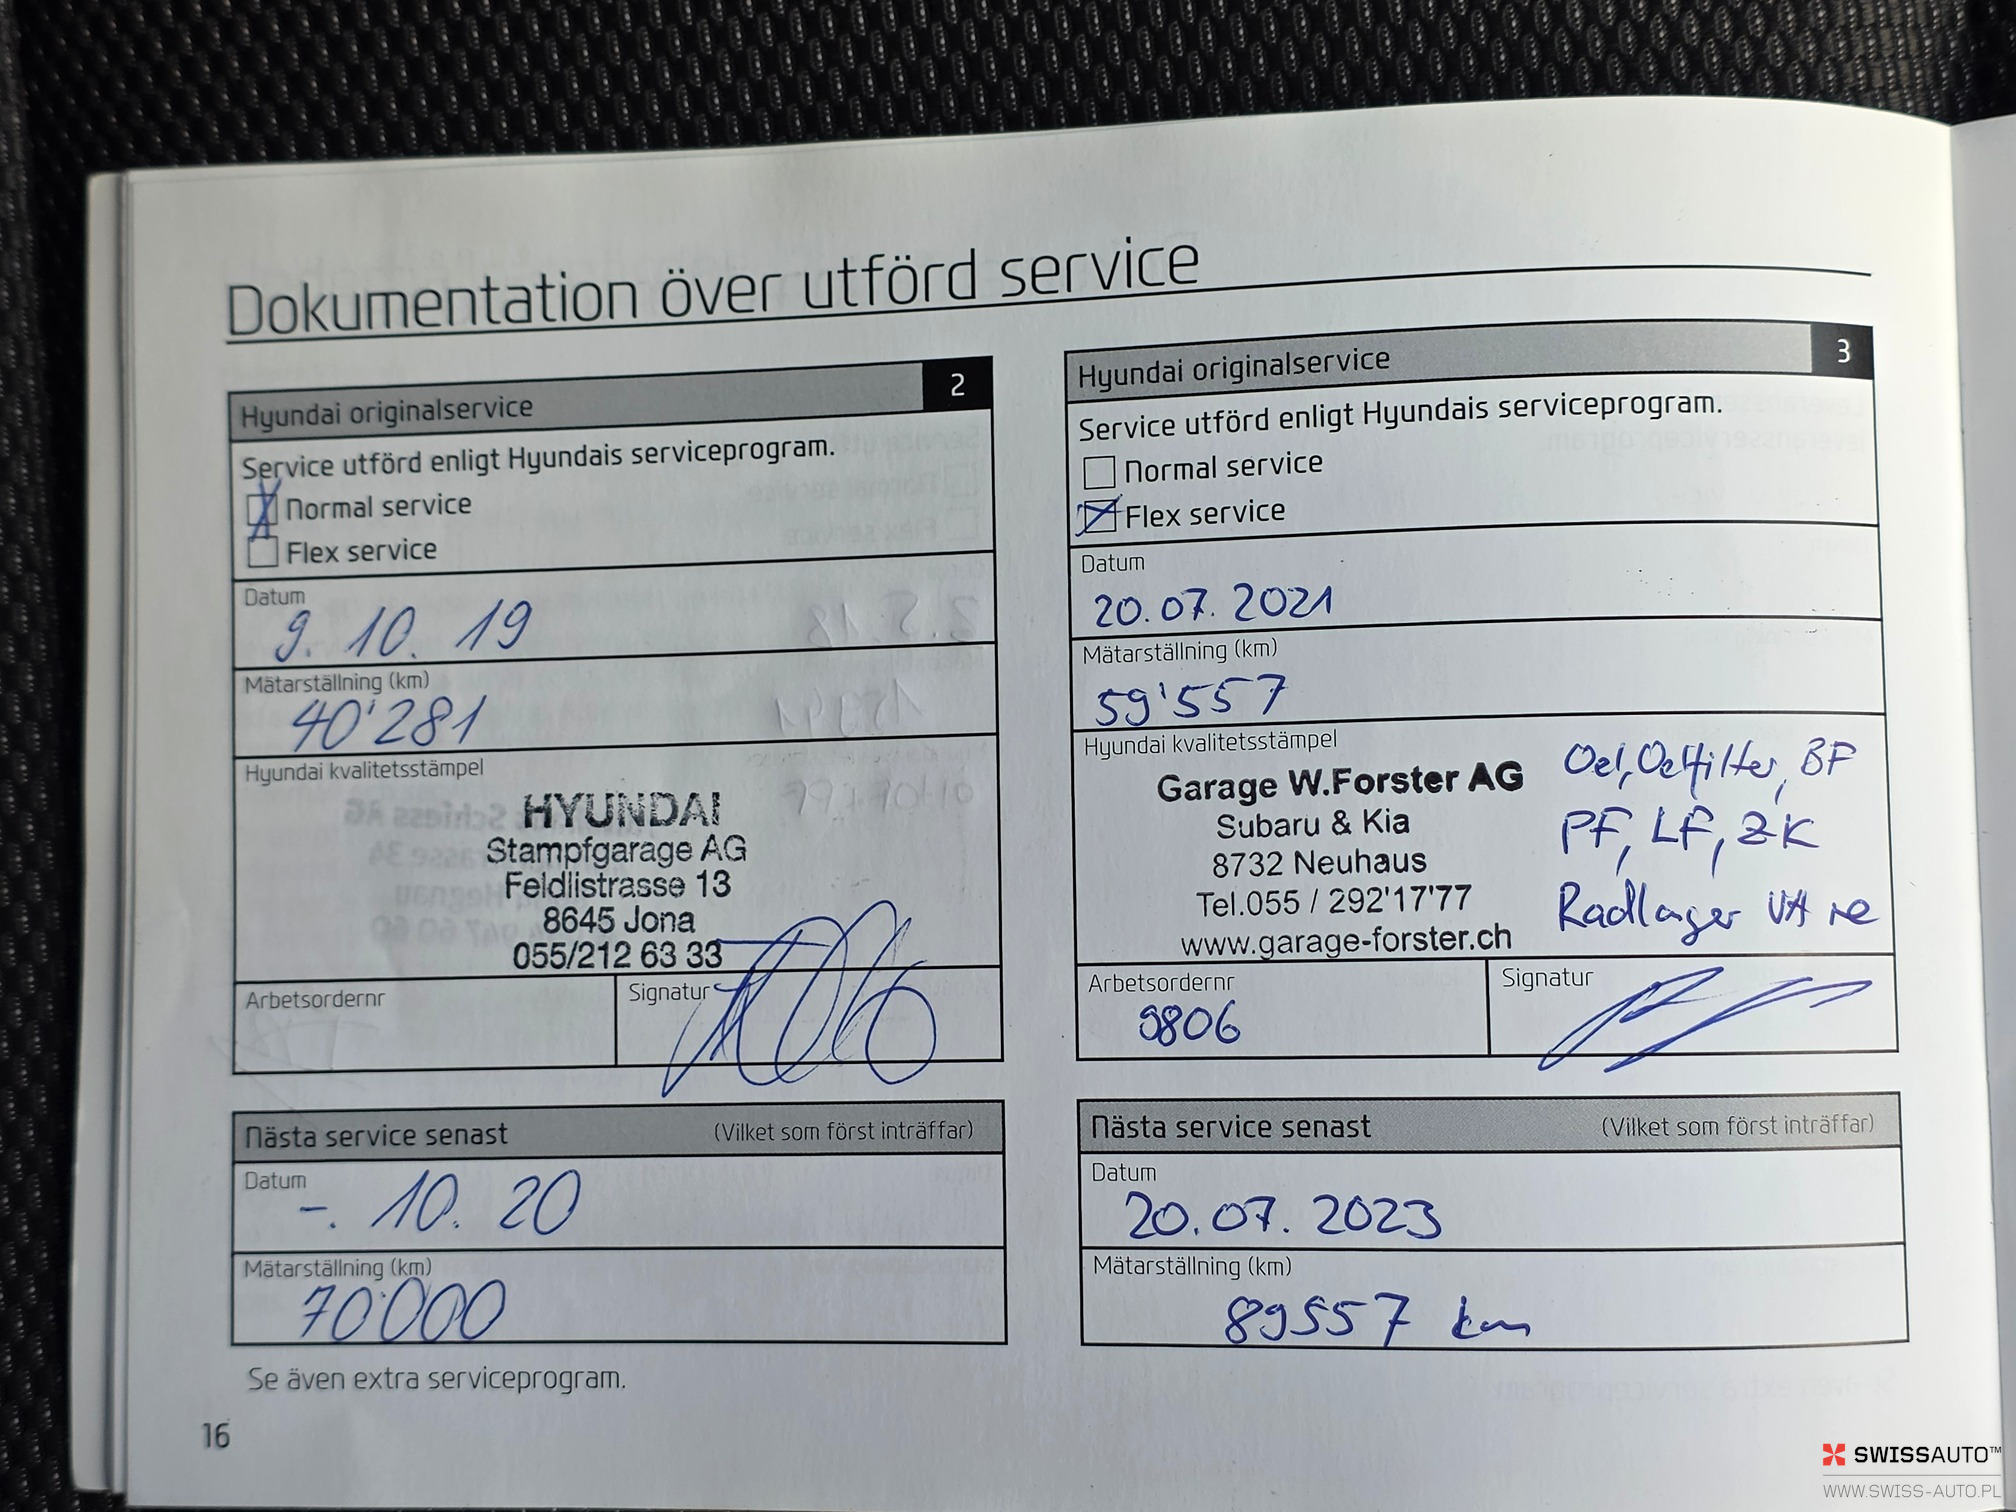 Dokumentation över utförd service
Hyundai originalservice 2
Service utförd enligt Hyundais serviceprogram.
Normal service
Flex service
Datum
9. 10. 19
Mätarställning (km)
40'281
Hyundai kvalitetsstämpel
HYUNDAI
Stampfgarage AG
Feldlistrasse 13
8645 Jona
055/212 63 33
Arbetsordernr
Signatur
Nästa service senast (Vilket som först inträffar)
Datum
-. 10. 20
Mätarställning (km)
70'000
Se även extra serviceprogram.
16
Hyundai originalservice 3
Service utförd enligt Hyundais serviceprogram.
Normal service
Flex service
Datum
20.07.2021
Mätarställning (km)
59'557
Hyundai kvalitetsstämpel
Garage W.Forster AG
Subaru & Kia
8732 Neuhaus
Tel.055 / 292'17'77
www.garage-forster.ch
Oel, Oelfilter, BF
PF, LF, ZK
Radlager VA re
Arbetsordernr
9806
Signatur
Nästa service senast (Vilket som först inträffar)
Datum
20.07.2023
Mätarställning (km)
89557 km
SWISSAUTO™
WWW.SWISS-AUTO.PL